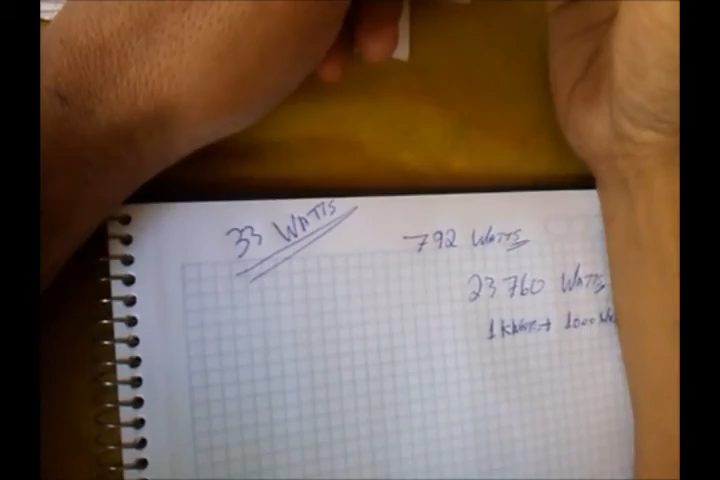 33 WATTS
792 WATTS
23 760 WATTS
1 KWATT → 1000